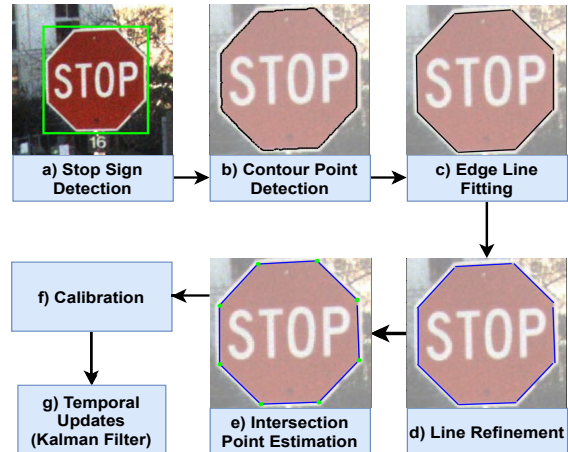 STOP
16
a) Stop Sign
Detection
STOP
b) Contour Point
Detection
STOP
c) Edge Line
Fitting
STOP
d) Line Refinement
STOP
e) Intersection
Point Estimation
f) Calibration
g) Temporal
Updates
(Kalman Filter)